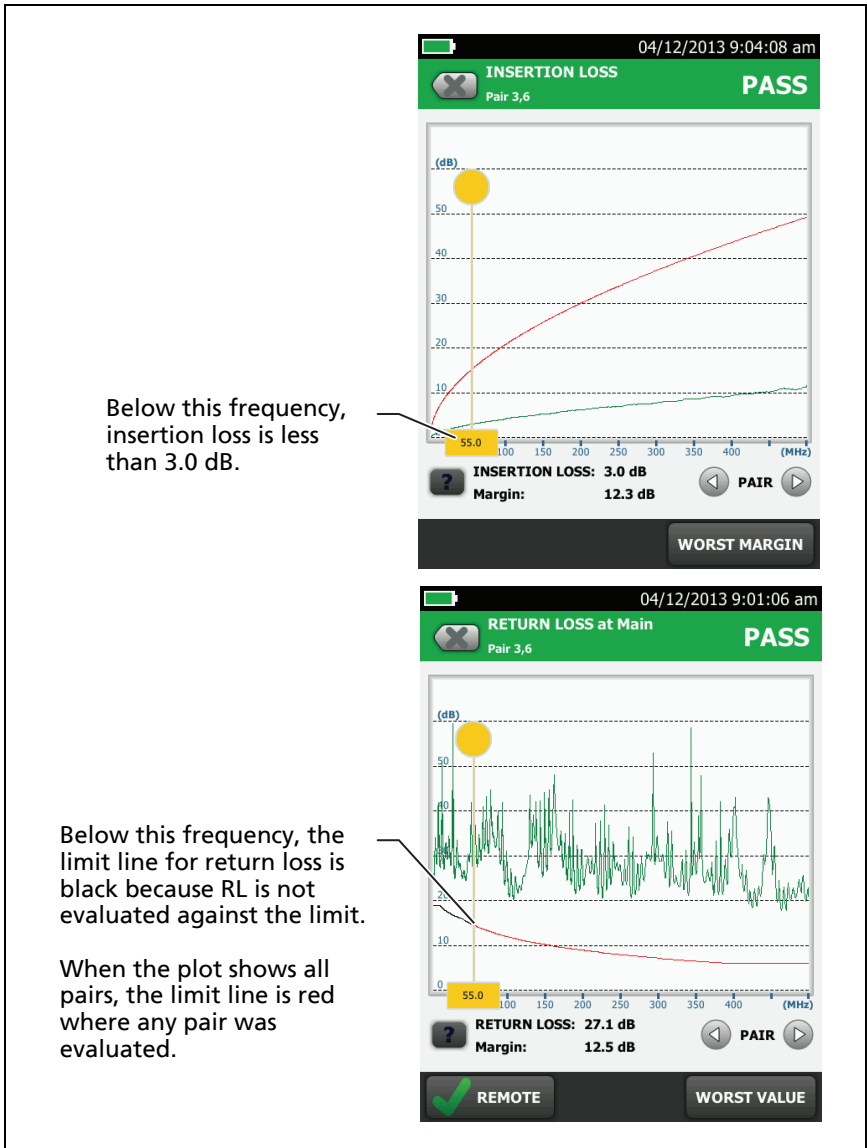 04/12/2013 9:04:08 am
INSERTION LOSS
Pair 3,6
PASS
(dB)
50
40
30
20
10
55.0
100 150 200 250 300 350 400 (MHz)
INSERTION LOSS: 3.0 dB
Margin: 12.3 dB
?
PAIR
WORST MARGIN
Below this frequency,
insertion loss is less
than 3.0 dB.
04/12/2013 9:01:06 am
RETURN LOSS at Main
Pair 3,6
PASS
(dB)
50
40
30
20
10
0
55.0
100 150 200 250 300 350 400 (MHz)
RETURN LOSS: 27.1 dB
Margin: 12.5 dB
?
PAIR
REMOTE
WORST VALUE
Below this frequency, the
limit line for return loss is
black because RL is not
evaluated against the limit.
When the plot shows all
pairs, the limit line is red
where any pair was
evaluated.